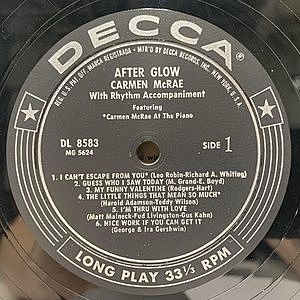 DECCA
REG. U.S. PAT. OFF. MARCA REGISTRADA • MF'D BY DECCA RECORDS, INC., NEW YORK, U.S.A.
AFTER GLOW
CARMEN McRAE
With Rhythm Accompaniment
Featuring
*Carmen McRae At The Piano
DL 8583
MG 5624
SIDE 1
1- I CAN'T ESCAPE FROM YOU* (Leo Robin-Richard A. Whiting)
2- GUESS WHO I SAW TODAY (M. Grand-E. Boyd)
3- MY FUNNY VALENTINE (Rodgers-Hart)
4- THE LITTLE THINGS THAT MEAN SO MUCH*
(Harold Adamson-Teddy Wilson)
5- I'M THRU WITH LOVE
(Matt Malneck-Fud Livingston-Gus Kahn)
6- NICE WORK IF YOU CAN GET IT
(George & Ira Gershwin)
LONG PLAY 33⅓ RPM